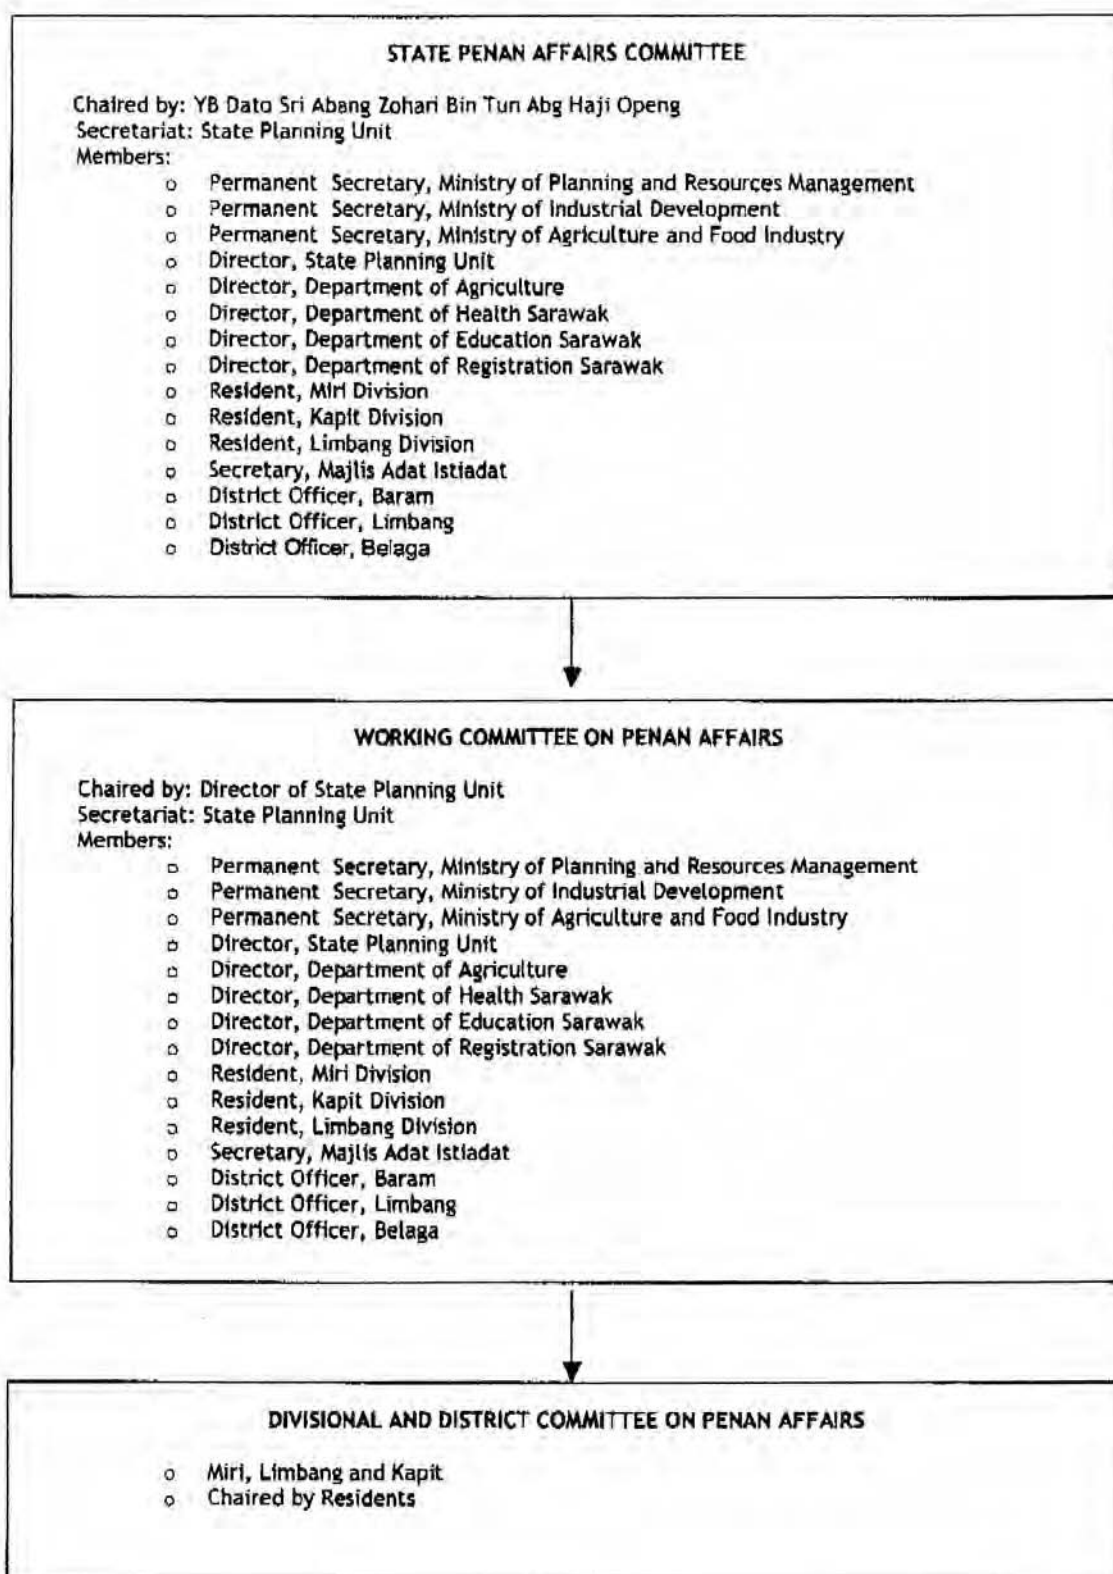 STATE PENAN AFFAIRS COMMITTEE
Chaired by: YB Dato Sri Abang Zohari Bin Tun Abg Haji Openg
Secretariat: State Planning Unit
Members:
o Permanent Secretary, Ministry of Planning and Resources Management
o Permanent Secretary, Ministry of Industrial Development
o Permanent Secretary, Ministry of Agriculture and Food Industry
o Director, State Planning Unit
o Director, Department of Agriculture
o Director, Department of Health Sarawak
o Director, Department of Education Sarawak
o Director, Department of Registration Sarawak
o Resident, Miri Division
o Resident, Kapit Division
o Resident, Limbang Division
o Secretary, Majlis Adat Istiadat
o District Officer, Baram
o District Officer, Limbang
o District Officer, Belaga
WORKING COMMITTEE ON PENAN AFFAIRS
Chaired by: Director of State Planning Unit
Secretariat: State Planning Unit
Members:
o Permanent Secretary, Ministry of Planning and Resources Management
o Permanent Secretary, Ministry of Industrial Development
o Permanent Secretary, Ministry of Agriculture and Food Industry
o Director, State Planning Unit
o Director, Department of Agriculture
o Director, Department of Health Sarawak
o Director, Department of Education Sarawak
o Director, Department of Registration Sarawak
o Resident, Miri Division
o Resident, Kapit Division
o Resident, Limbang Division
o Secretary, Majlis Adat Istiadat
o District Officer, Baram
o District Officer, Limbang
o District Officer, Belaga
DIVISIONAL AND DISTRICT COMMITTEE ON PENAN AFFAIRS
o Miri, Limbang and Kapit
o Chaired by Residents